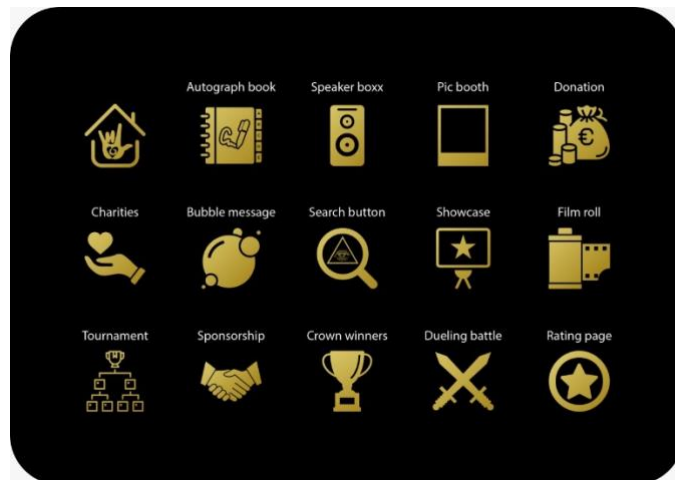 Autograph book
Speaker boxx
Pic booth
Donation
€
Charities
Bubble message
Search button
Showcase
Film roll
Tournament
Sponsorship
Crown winners
Dueling battle
Rating page